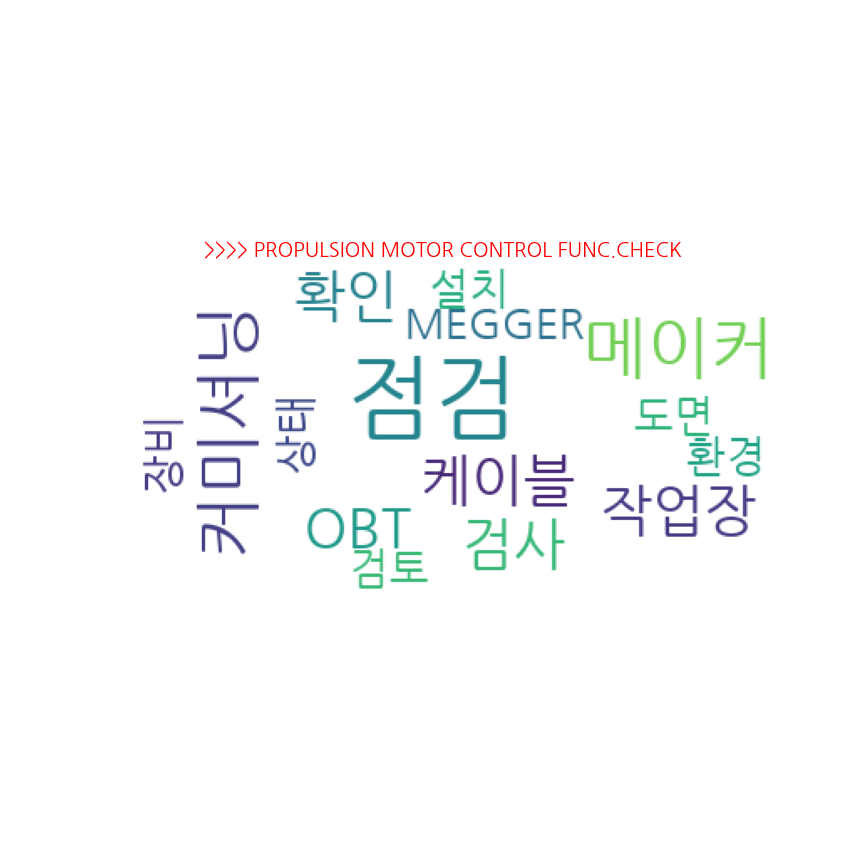 >>>> PROPULSION MOTOR CONTROL FUNC.CHECK
확인
설치
MEGGER
메이커
커미셔닝
점검
상태
장비
도면
환경
케이블
작업장
OBT
검사
검토